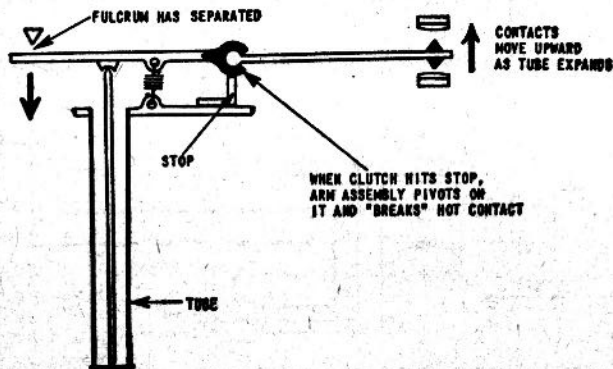 FULCRUM HAS SEPARATED
CONTACTS
MOVE UPWARD
AS TUBE EXPANDS
STOP
WHEN CLUTCH HITS STOP,
ARM ASSEMBLY PIVOTS ON
IT AND "BREAKS" HOT CONTACT
TUBE